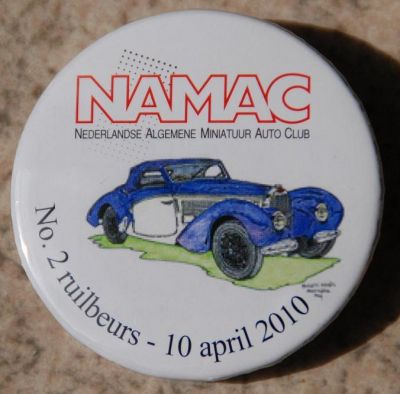 NAMAC
NEDERLANDSE ALGEMENE MINIATUUR AUTO CLUB
No. 2 ruilbeurs - 10 april 2010